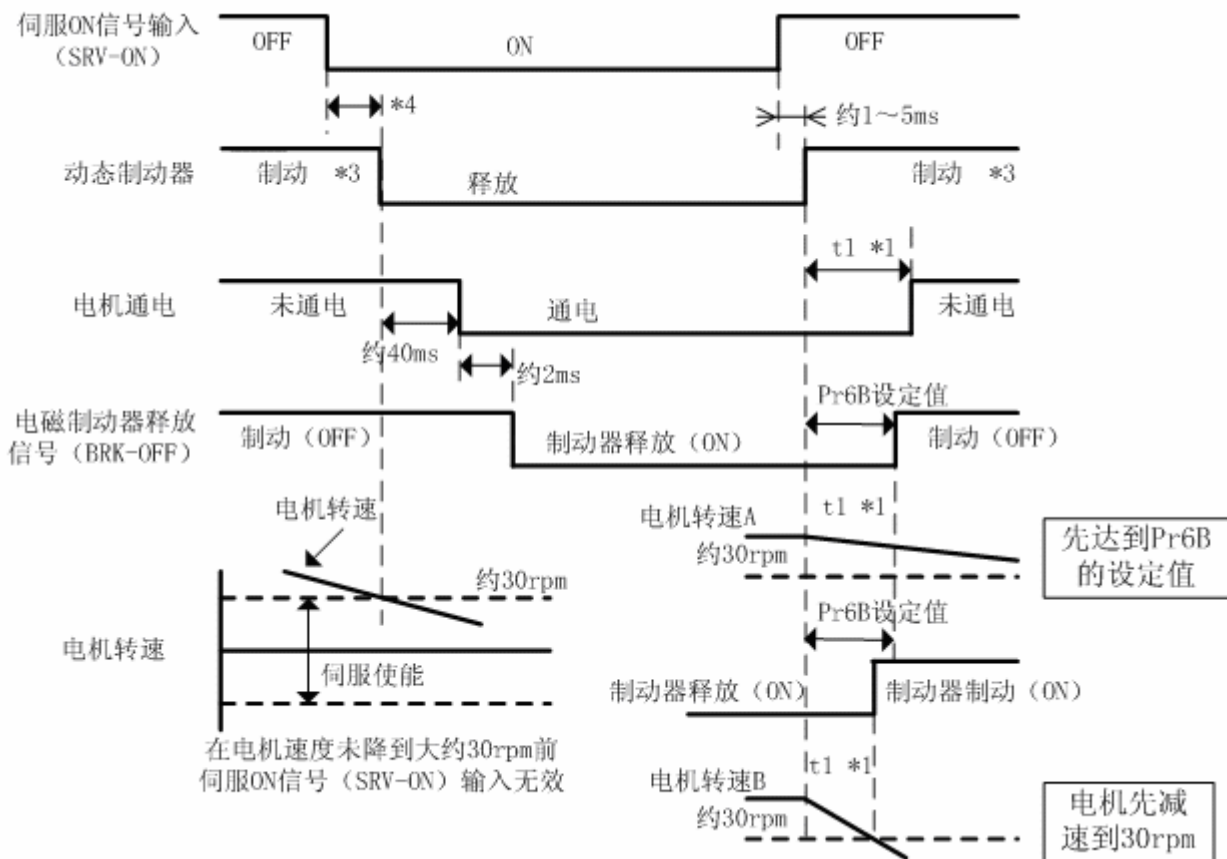 伺服ON信号输入
（SRV-ON）
OFF
ON
OFF
*4
约1～5ms
动态制动器
制动 *3
释放
制动 *3
t1 *1
电机通电
未通电
通电
未通电
约40ms
约2ms
Pr6B设定值
电磁制动器释放
信号（BRK-OFF）
制动（OFF）
制动器释放（ON）
制动（OFF）
电机转速
t1 *1
电机转速A
约30rpm
先达到Pr6B
的设定值
约30rpm
Pr6B设定值
电机转速
伺服使能
制动器释放（ON）
制动器制动（ON）
在电机速度未降到大约30rpm前
伺服ON信号（SRV-ON）输入无效
t1 *1
电机转速B
约30rpm
电机先减
速到30rpm